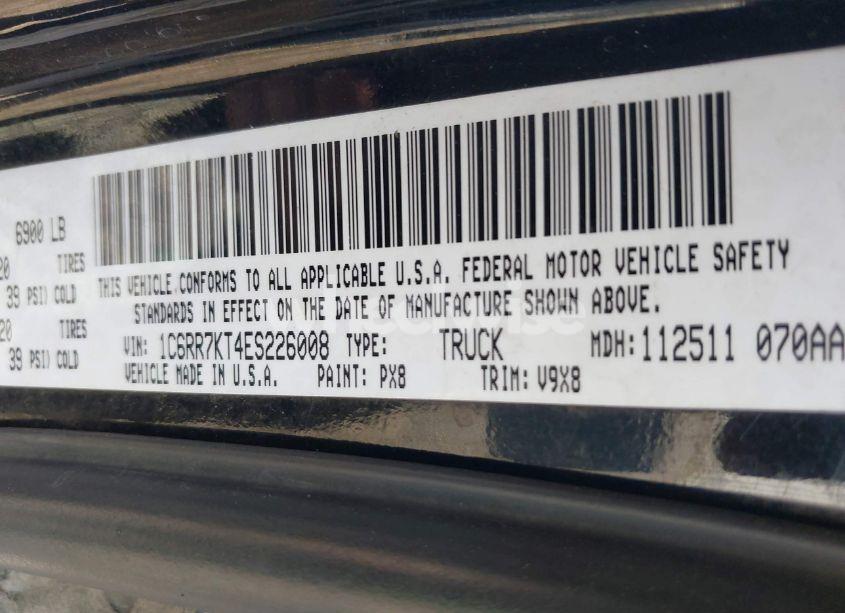 6900 LB
20 TIRES
39 PSI) COLD
20 TIRES
39 PSI) COLD
THIS VEHICLE CONFORMS TO ALL APPLICABLE U.S.A. FEDERAL MOTOR VEHICLE SAFETY
STANDARDS IN EFFECT ON THE DATE OF MANUFACTURE SHOWN ABOVE.
VIN: 1C6RR7KT4ES226008 TYPE: TRUCK MDH: 112511 070AA
VEHICLE MADE IN U.S.A. PAINT: PX8 TRIM: V9X8